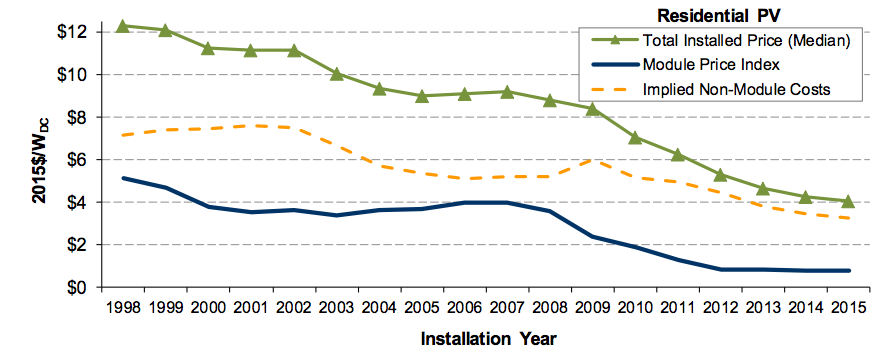 Residential PV
Total Installed Price (Median)
Module Price Index
Implied Non-Module Costs
$12
$10
$8
$6
$4
$2
$0
2015$/WDC
1998 1999 2000 2001 2002 2003 2004 2005 2006 2007 2008 2009 2010 2011 2012 2013 2014 2015
Installation Year